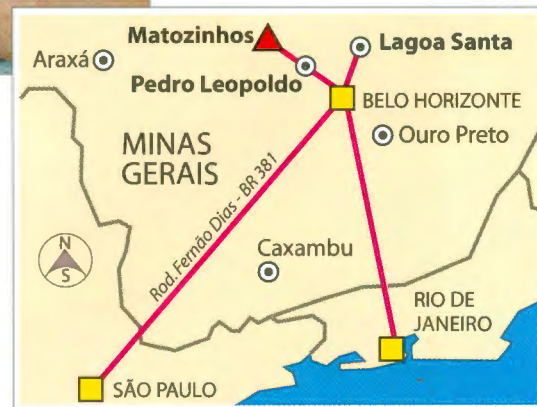 Matozinhos
Lagoa Santa
Araxá
Pedro Leopoldo
BELO HORIZONTE
MINAS
GERAIS
Ouro Preto
Rod. Fernão Dias - BR 381
N
S
Caxambu
RIO DE
JANEIRO
SÃO PAULO